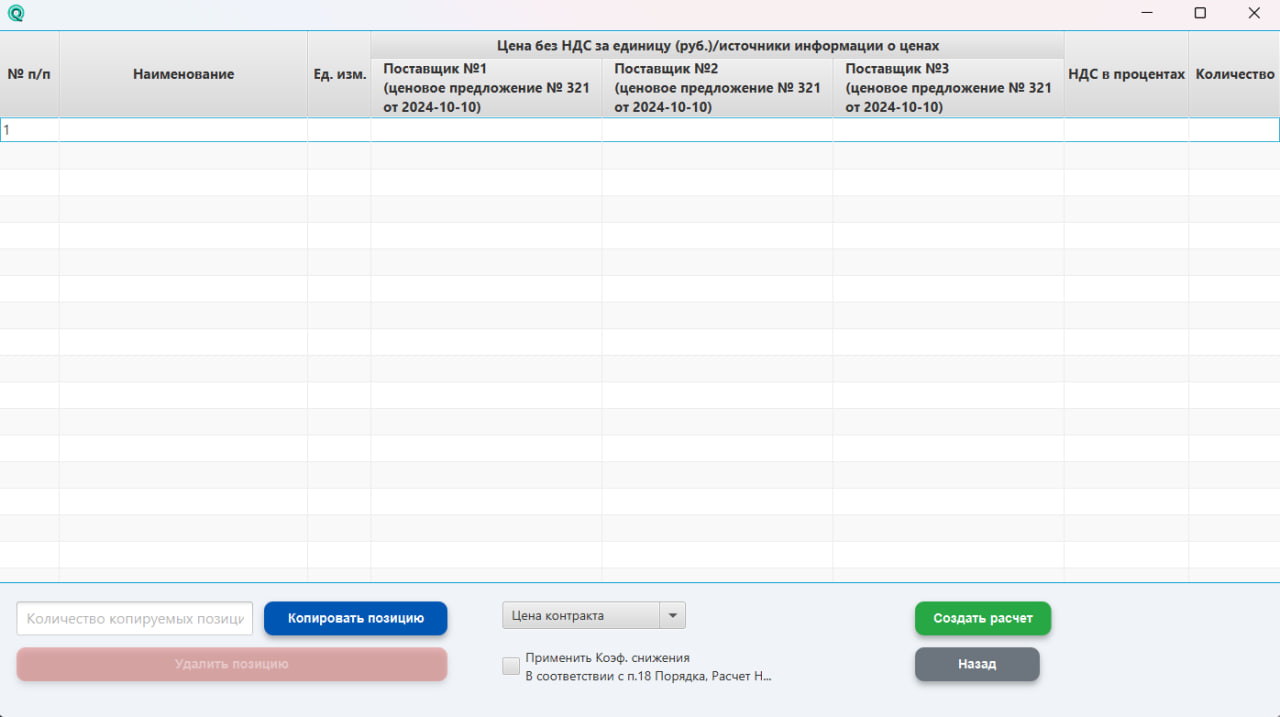 Цена без НДС за единицу (руб.)/источники информации о ценах
№ п/п
Наименование
Ед. изм.
Поставщик №1
(ценовое предложение № 321
от 2024-10-10)
Поставщик №2
(ценовое предложение № 321
от 2024-10-10)
Поставщик №3
(ценовое предложение № 321
от 2024-10-10)
НДС в процентах
Количество
1
Количество копируемых позици
Копировать позицию
Удалить позицию
Цена контракта
Применить Коэф. снижения
В соответствии с п.18 Порядка, Расчет Н...
Создать расчет
Назад